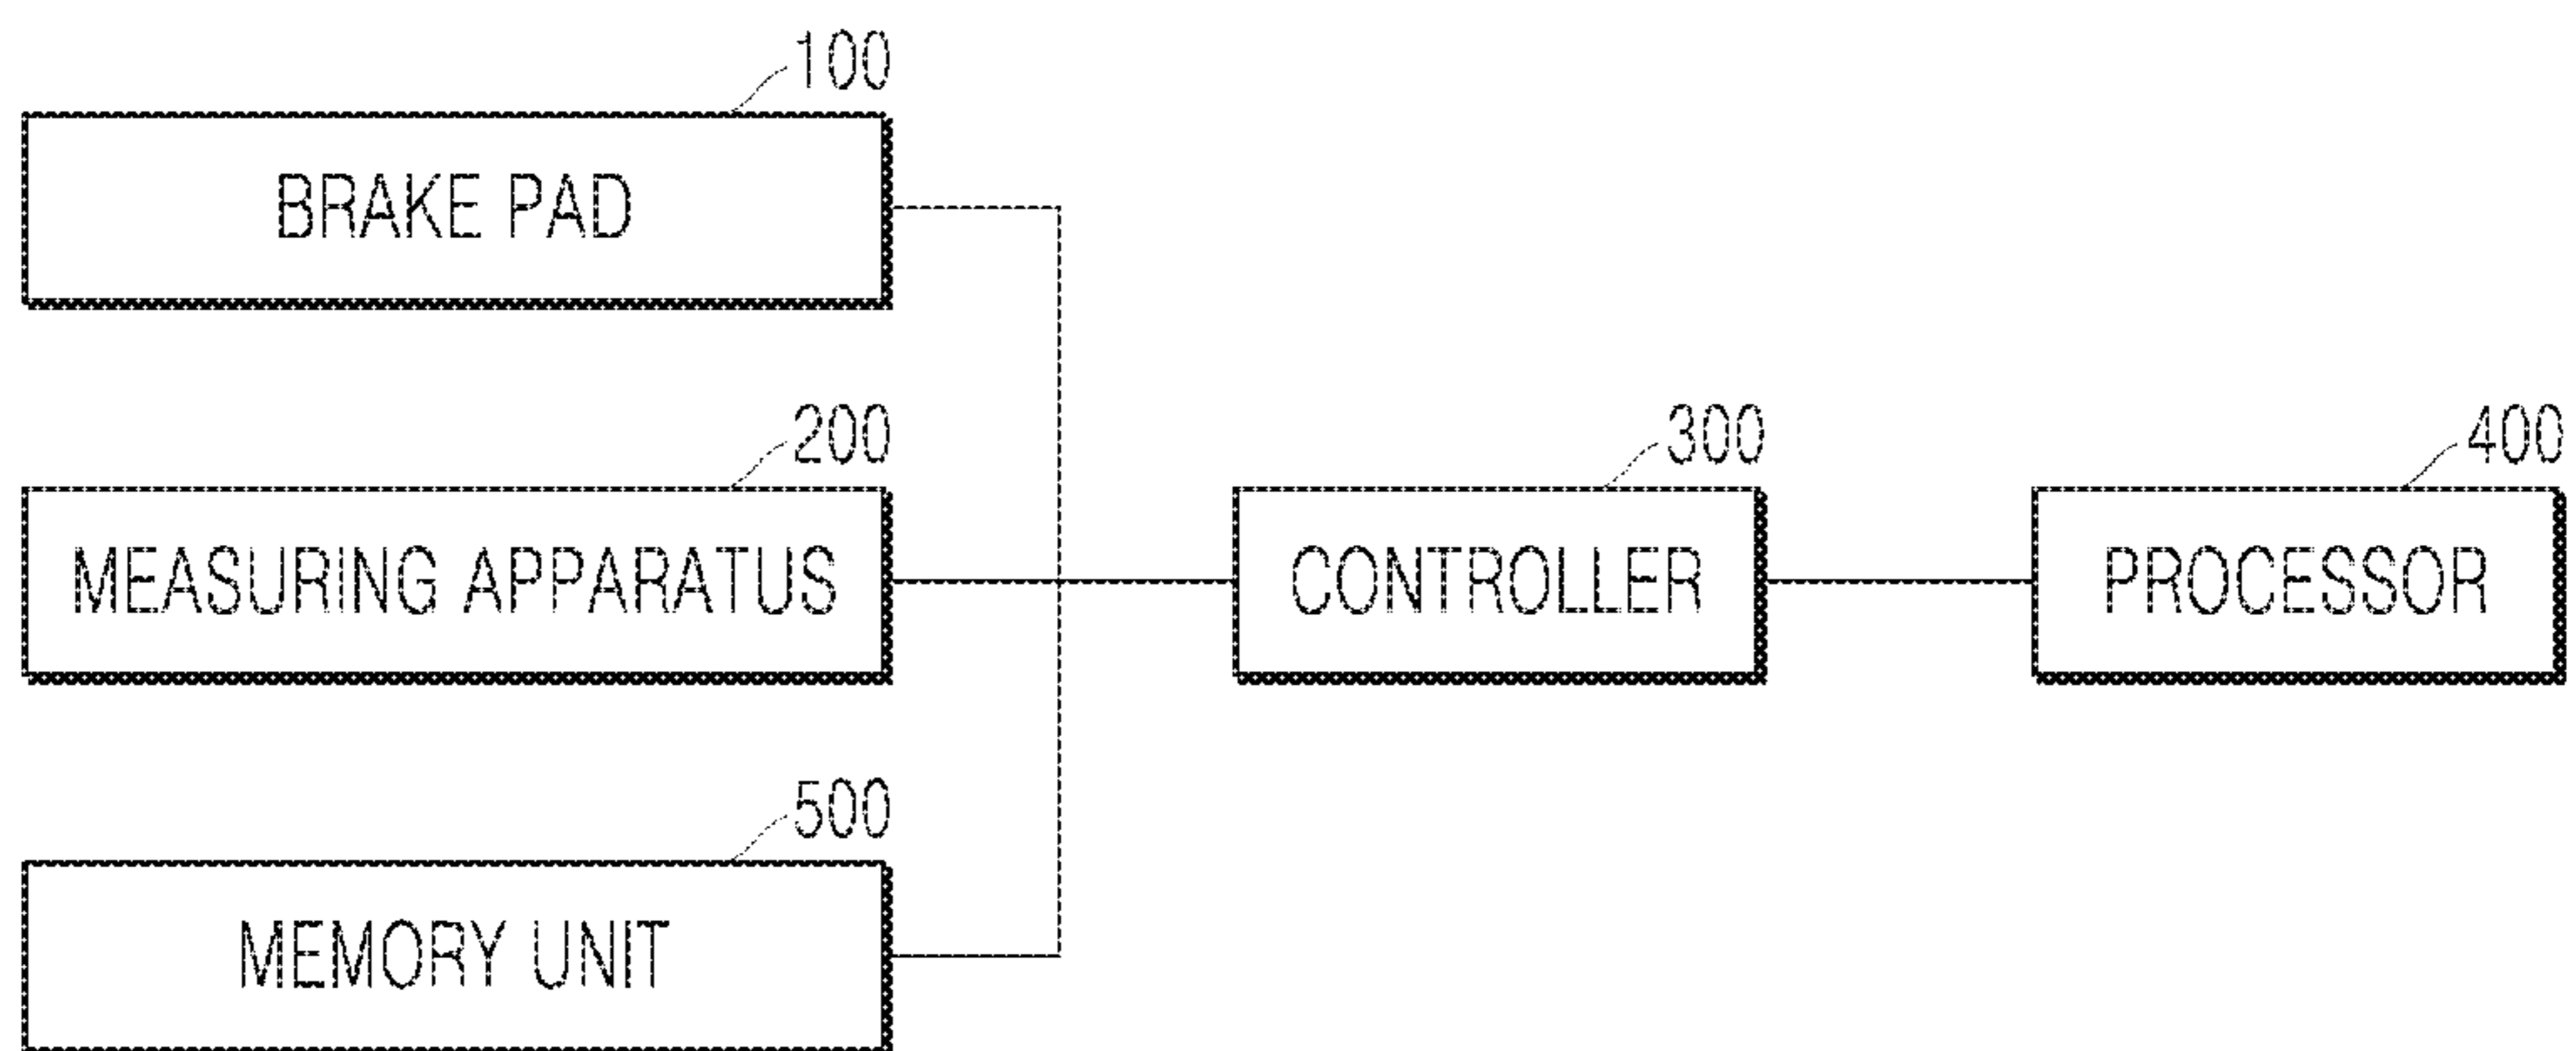 100
BRAKE PAD
200
MEASURING APPARATUS
300
CONTROLLER
400
PROCESSOR
500
MEMORY UNIT